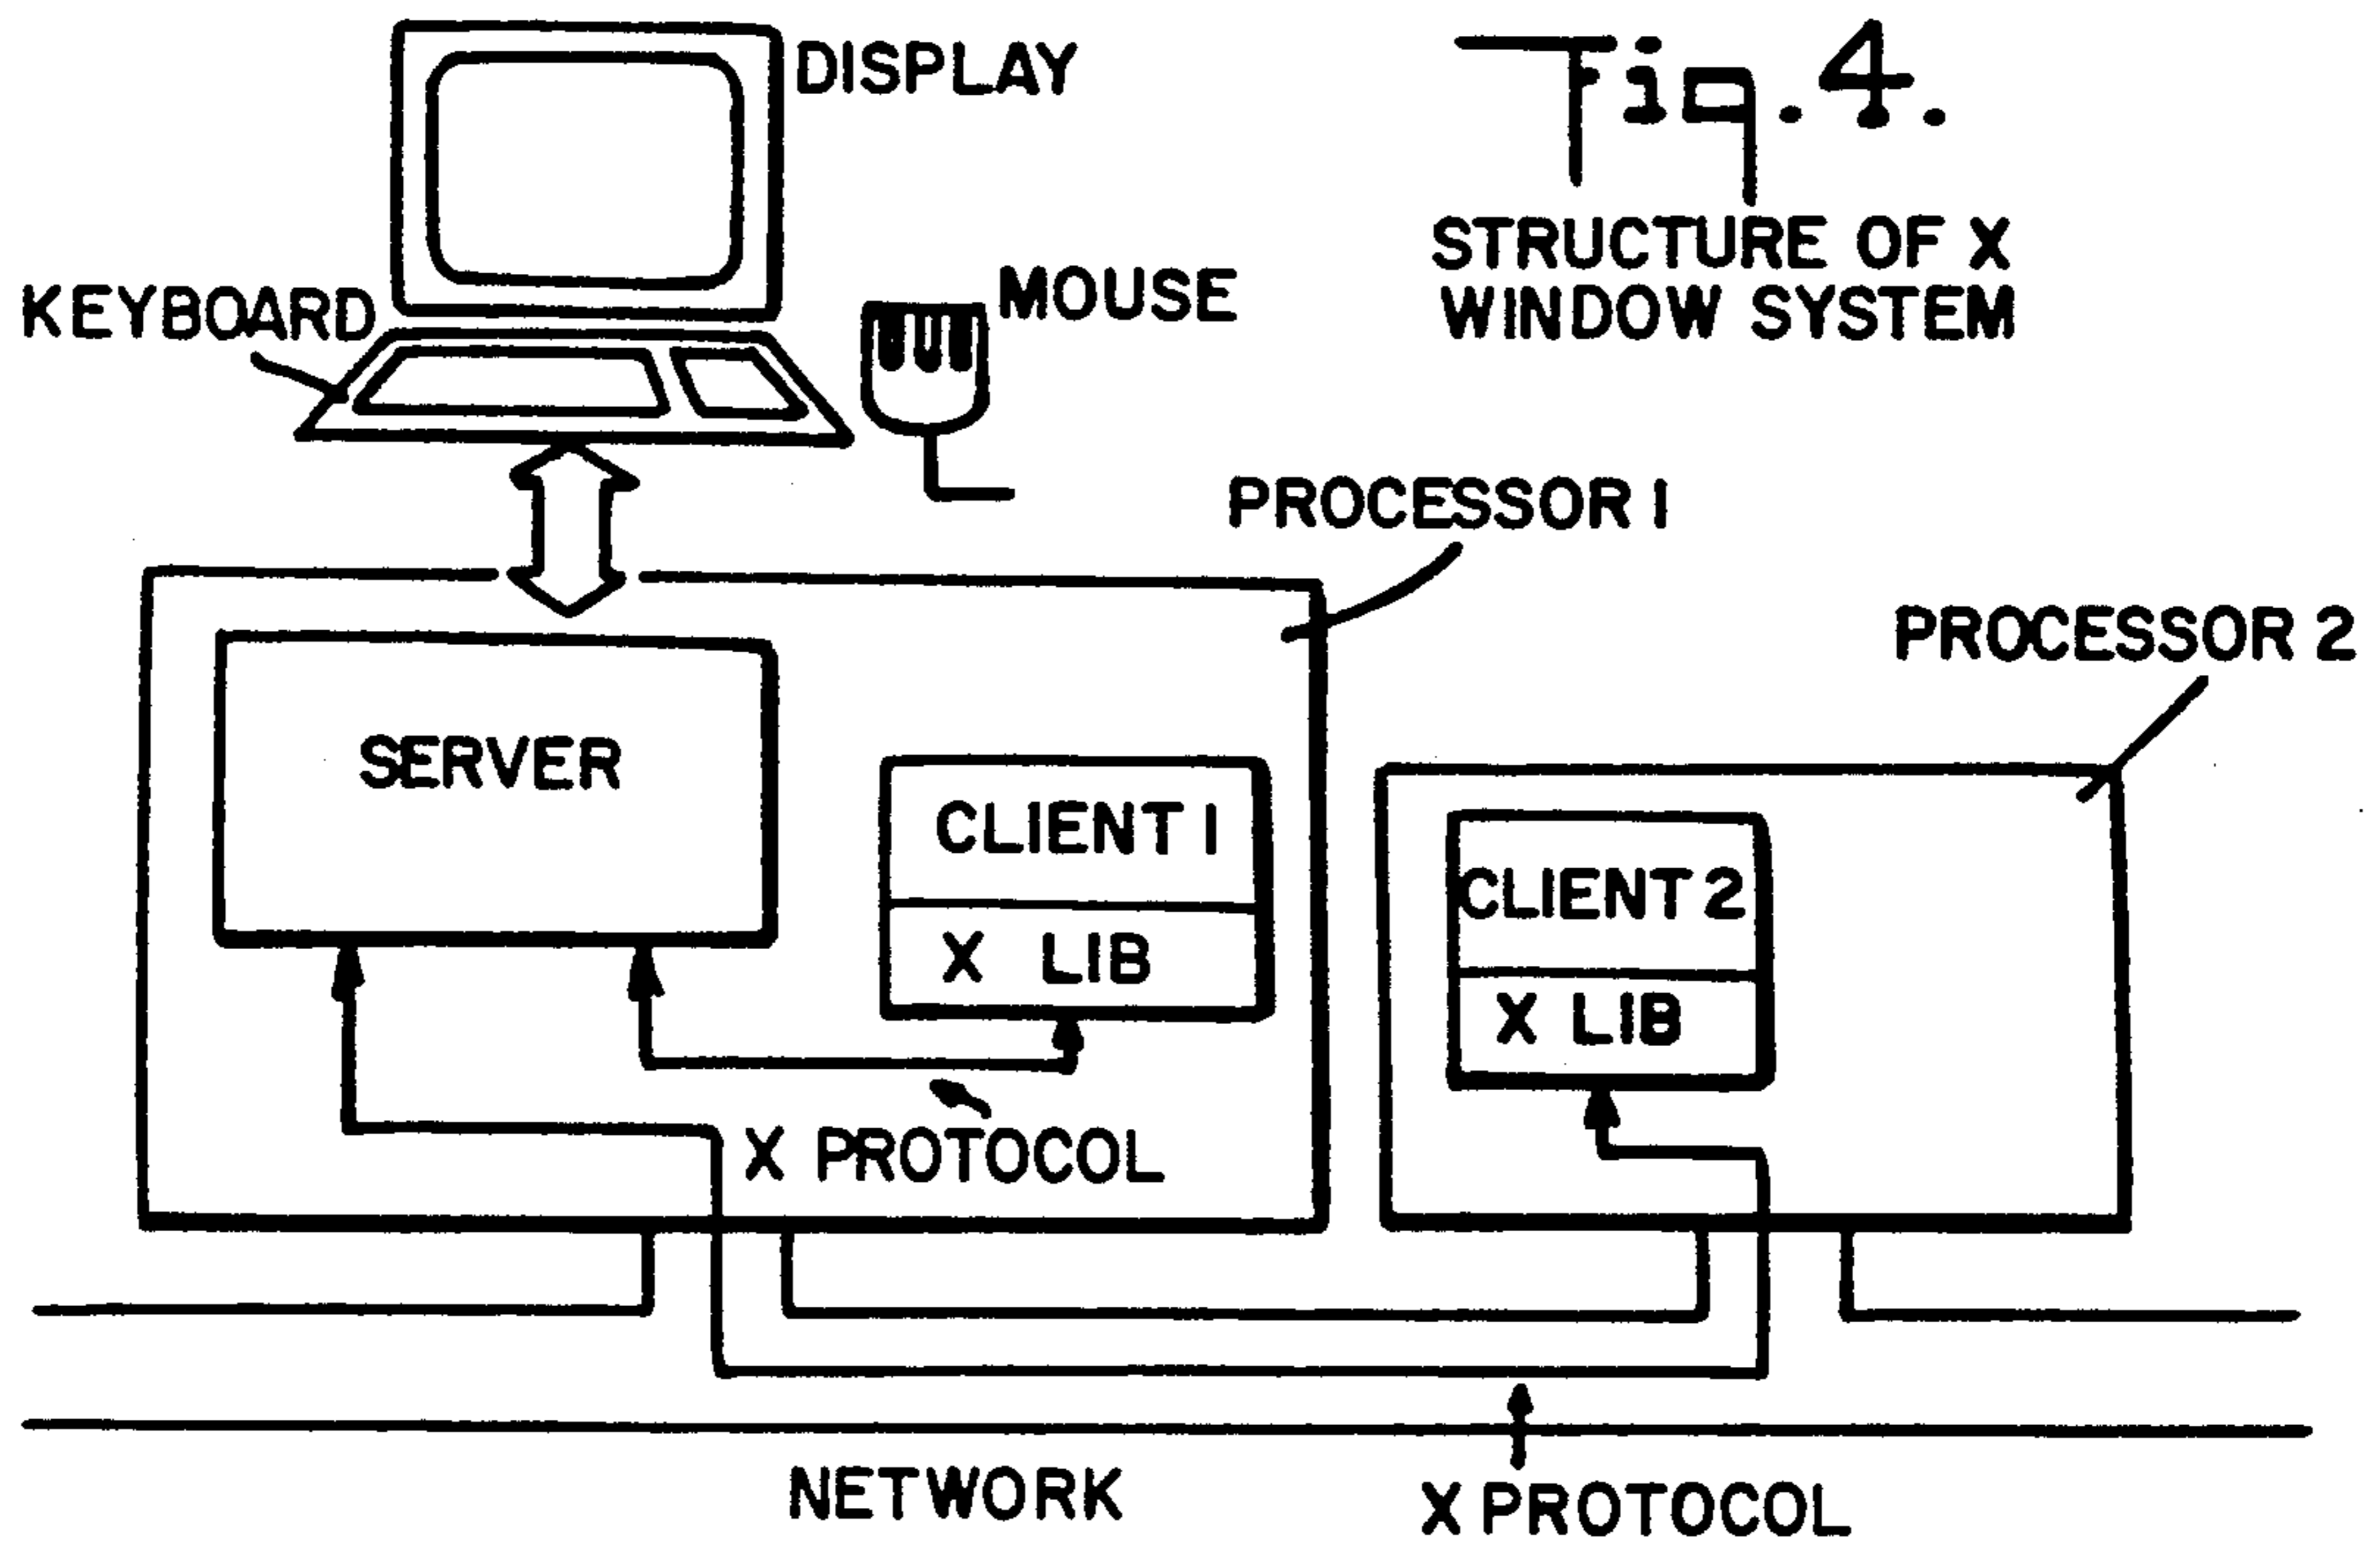 DISPLAY
Fig. 4.
STRUCTURE OF X
WINDOW SYSTEM
KEYBOARD
MOUSE
PROCESSOR 1
PROCESSOR 2
SERVER
CLIENT 1
X LIB
CLIENT 2
X LIB
X PROTOCOL
NETWORK
X PROTOCOL